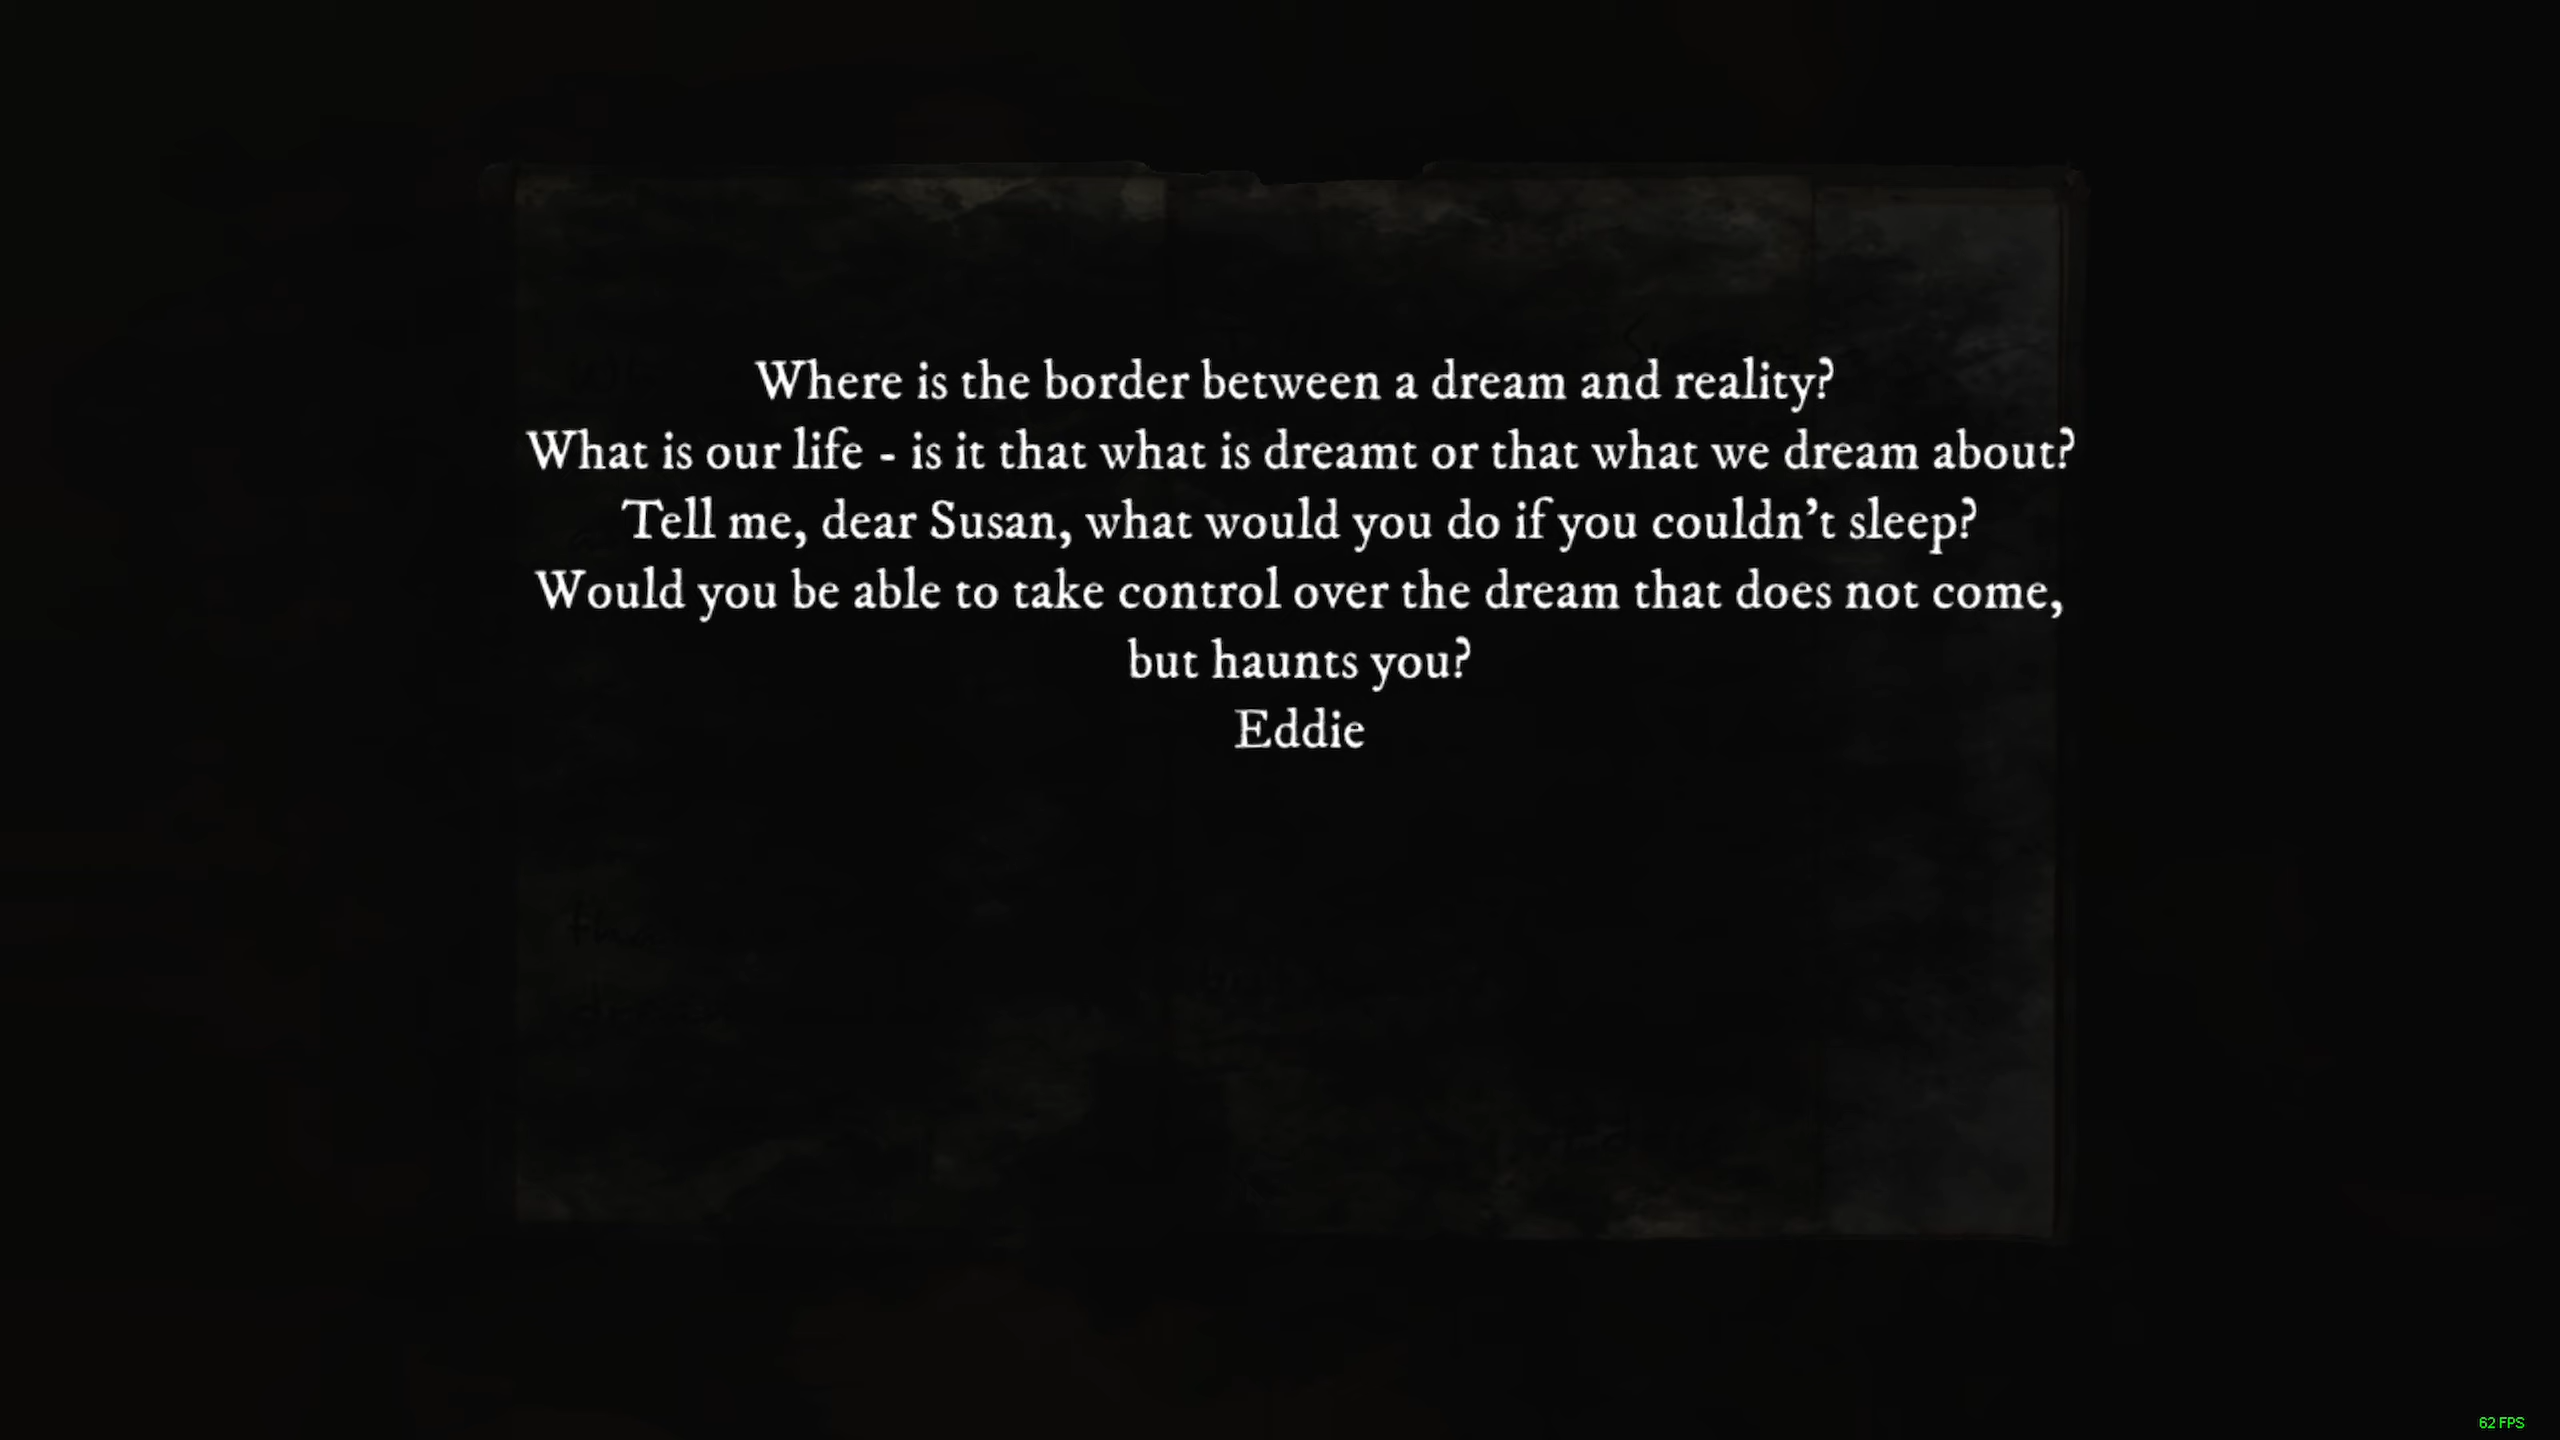 Where is the border between a dream and reality?
What is our life - is it that what is dreamt or that what we dream about?
Tell me, dear Susan, what would you do if you couldn't sleep?
Would you be able to take control over the dream that does not come,
but haunts you?
Eddie
62 FPS